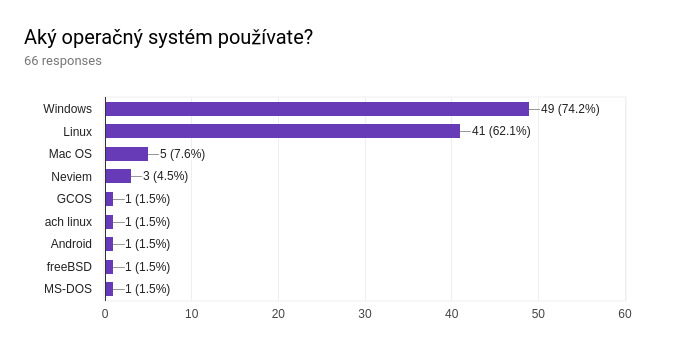 Aký operačný systém používate?
66 responses
Windows 49 (74.2%)
Linux 41 (62.1%)
Mac OS 5 (7.6%)
Neviem 3 (4.5%)
GCOS 1 (1.5%)
ach linux 1 (1.5%)
Android 1 (1.5%)
freeBSD 1 (1.5%)
MS-DOS 1 (1.5%)
0 10 20 30 40 50 60